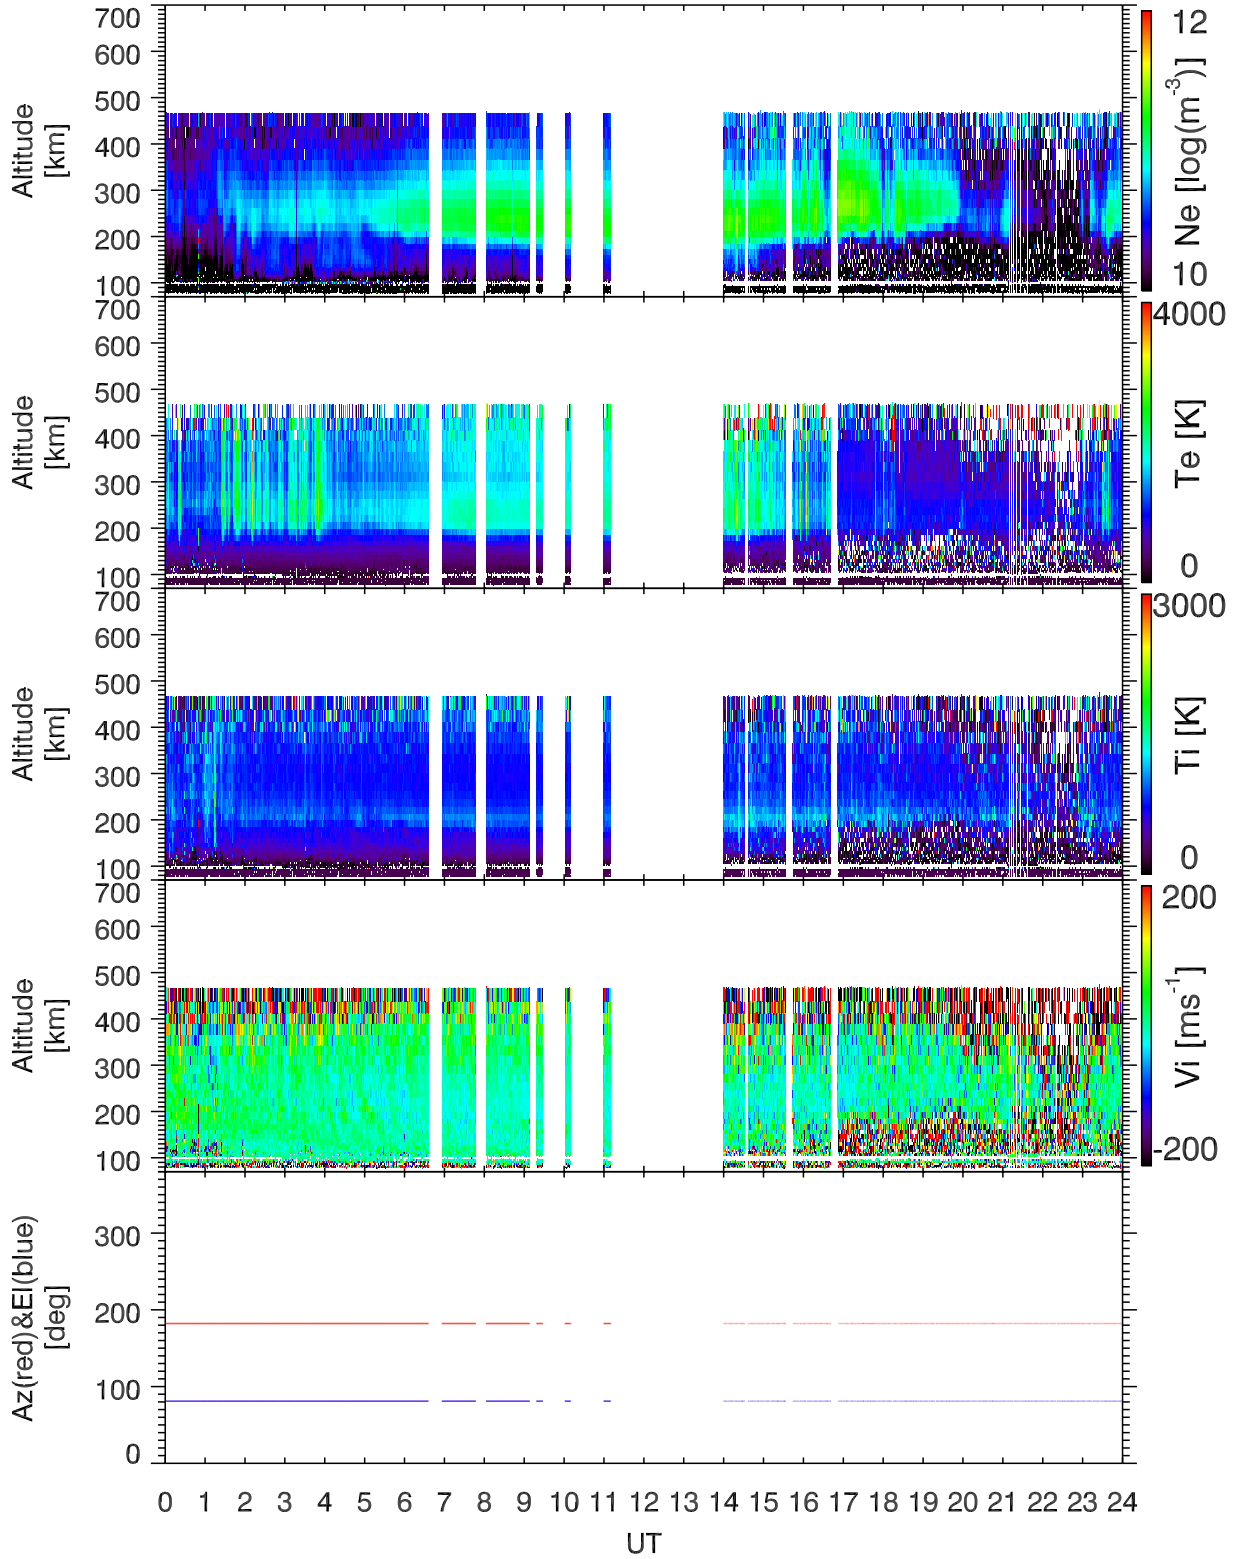 700
600
500
400
300
200
100
Altitude
[km]
12
10
Ne [log(m⁻³)]
700
600
500
400
300
200
100
Altitude
[km]
4000
0
Te [K]
700
600
500
400
300
200
100
Altitude
[km]
3000
0
Ti [K]
700
600
500
400
300
200
100
Altitude
[km]
200
-200
Vi [ms⁻¹]
300
200
100
0
Az(red)&El(blue)
[deg]
0 1 2 3 4 5 6 7 8 9 10 11 12 13 14 15 16 17 18 19 20 21 22 23 24
UT